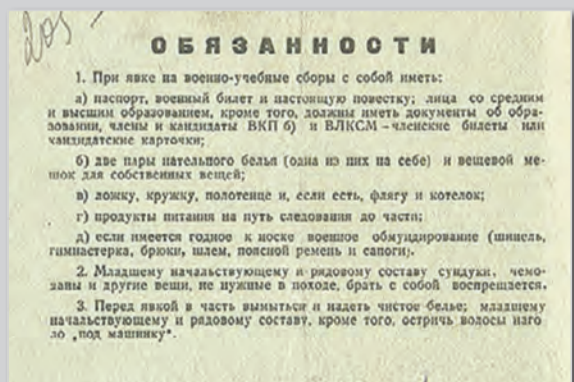 205
ОБЯЗАННОСТИ
1. При явке на военно-учебные сборы с собой иметь:
а) паспорт, военный билет и настоящую повестку; лица со средним
и высшим образованием, кроме того, должны иметь документы об обра-
зовании, члены и кандидаты ВКП б) и ВЛКСМ – членские билеты или
кандидатские карточки;
б) две пары нательного белья (одна из них на себе) и вещевой ме-
шок для собственных вещей;
в) ложку, кружку, полотенце и, если есть, флягу и котелок;
г) продукты питания на путь следования до части;
д) если имеется годное к носке военное обмундирование (шинель,
гимнастерка, брюки, шлем, поясной ремень и сапоги).
2. Младшему начальствующему и рядовому составу сундуки, чемо-
даны и другие вещи, не нужные в походе, брать с собой воспрещается.
3. Перед явкой в часть вымыться и надеть чистое белье; младшему
начальствующему и рядовому составу, кроме того, остричь волосы наго
ло „под машинку".